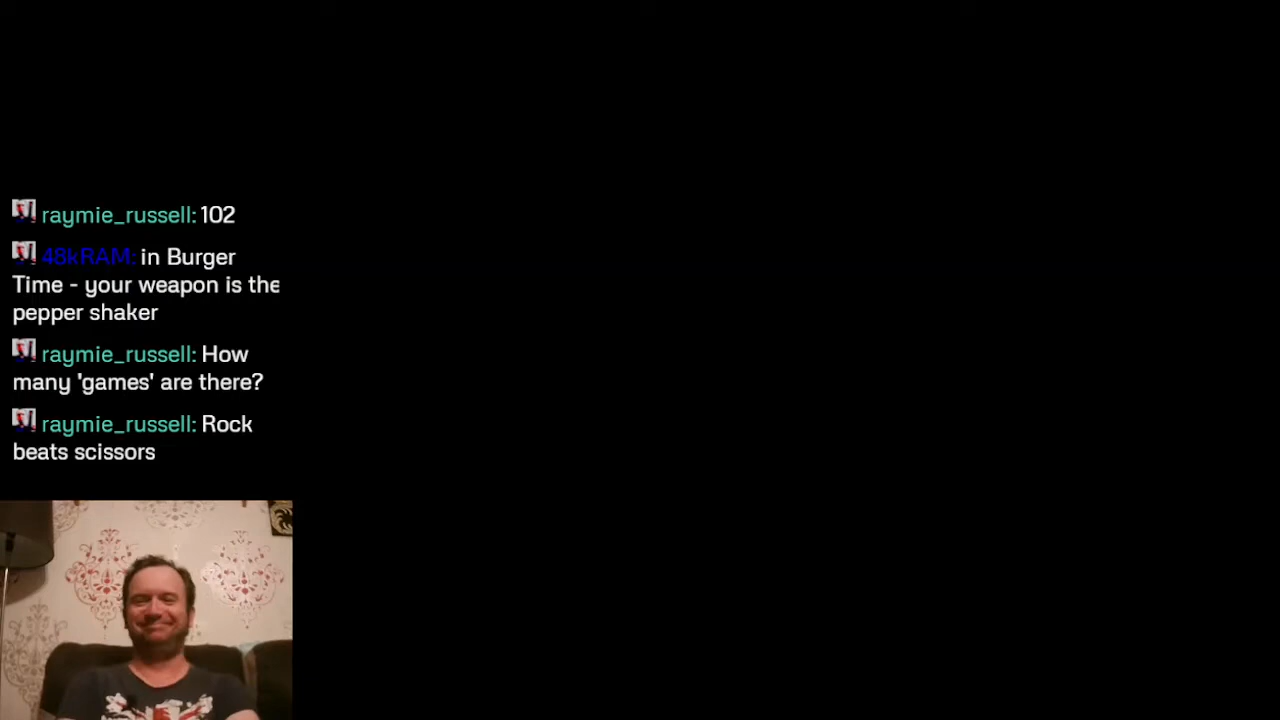 raymie_russell: 102
48kRAM: in Burger
Time - your weapon is the
pepper shaker
raymie_russell: How
many 'games' are there?
raymie_russell: Rock
beats scissors